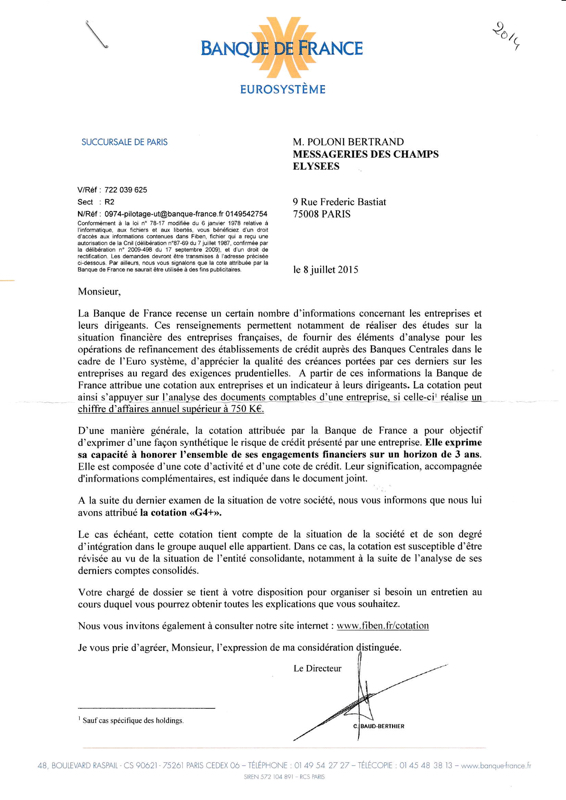 2014
BANQUE DE FRANCE
EUROSYSTÈME
SUCCURSALE DE PARIS
M. POLONI BERTRAND
MESSAGERIES DES CHAMPS
ELYSEES
V/Réf : 722 039 625
Sect : R2
N/Réf : 0974-pilotage-ut@banque-france.fr 0149542754
Conformément à la loi n° 78-17 modifiée du 6 janvier 1978 relative à
l'informatique, aux fichiers et aux libertés, vous bénéficiez d'un droit
d'accès aux informations contenues dans Fiben, fichier qui a reçu une
autorisation de la Cnil (délibération n°87-69 du 7 juillet 1987, confirmée par
la délibération n° 2009-498 du 17 septembre 2009), et d'un droit de
rectification. Les demandes devront être transmises à l'adresse précisée
ci-dessous. Par ailleurs, nous vous signalons que la cote attribuée par la
Banque de France ne saurait être utilisée à des fins publicitaires.
9 Rue Frederic Bastiat
75008 PARIS
le 8 juillet 2015
Monsieur,
La Banque de France recense un certain nombre d'informations concernant les entreprises et
leurs dirigeants. Ces renseignements permettent notamment de réaliser des études sur la
situation financière des entreprises françaises, de fournir des éléments d'analyse pour les
opérations de refinancement des établissements de crédit auprès des Banques Centrales dans le
cadre de l'Euro système, d'apprécier la qualité des créances portées par ces derniers sur les
entreprises au regard des exigences prudentielles. A partir de ces informations la Banque de
France attribue une cotation aux entreprises et un indicateur à leurs dirigeants. La cotation peut
ainsi s'appuyer sur l'analyse des documents comptables d'une entreprise, si celle-ci¹ réalise un
chiffre d'affaires annuel supérieur à 750 K€.
D'une manière générale, la cotation attribuée par la Banque de France a pour objectif
d'exprimer d'une façon synthétique le risque de crédit présenté par une entreprise. Elle exprime
sa capacité à honorer l'ensemble de ses engagements financiers sur un horizon de 3 ans.
Elle est composée d'une cote d'activité et d'une cote de crédit. Leur signification, accompagnée
d'informations complémentaires, est indiquée dans le document joint.
A la suite du dernier examen de la situation de votre société, nous vous informons que nous lui
avons attribué la cotation «G4+».
Le cas échéant, cette cotation tient compte de la situation de la société et de son degré
d'intégration dans le groupe auquel elle appartient. Dans ce cas, la cotation est susceptible d'être
révisée au vu de la situation de l'entité consolidante, notamment à la suite de l'analyse de ses
derniers comptes consolidés.
Votre chargé de dossier se tient à votre disposition pour organiser si besoin un entretien au
cours duquel vous pourrez obtenir toutes les explications que vous souhaitez.
Nous vous invitons également à consulter notre site internet : www.fiben.fr/cotation
Je vous prie d'agréer, Monsieur, l'expression de ma considération distinguée.
Le Directeur
C. BAUD-BERTHIER
¹ Sauf cas spécifique des holdings.
48, BOULEVARD RASPAIL - CS 90621 - 75261 PARIS CEDEX 06 – TÉLÉPHONE : 01 49 54 27 27 – TÉLÉCOPIE : 01 45 48 38 13 – www.banque-france.fr
SIREN 572 104 891 - RCS PARIS